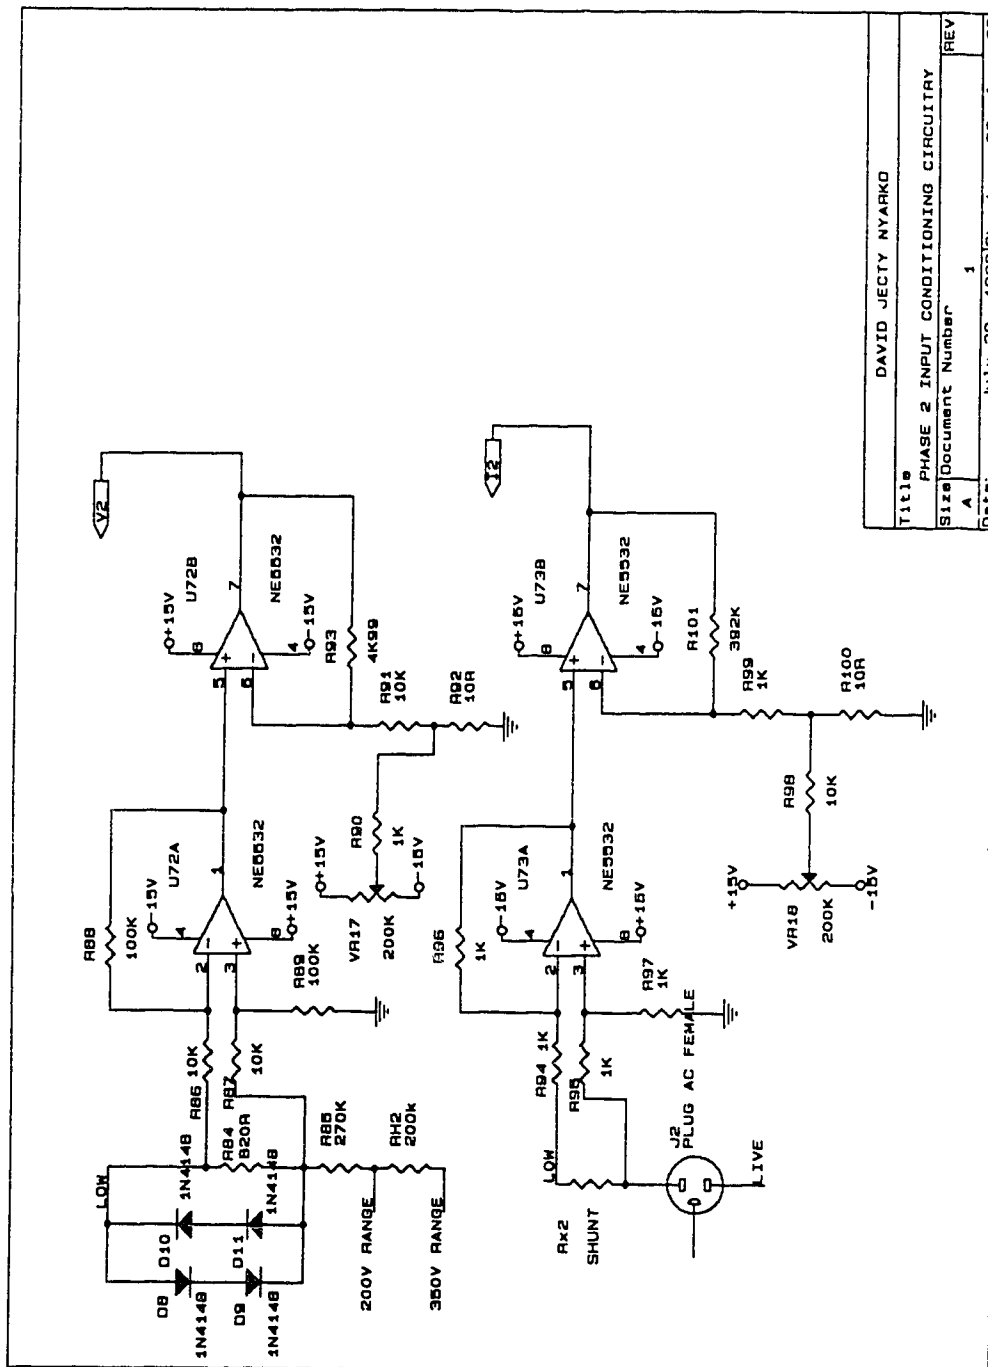 V2
+15V
U72B
8
5
+
6
-
7
NE5532
4
-15V
R93
4K99
R91
10K
R92
10R
R88
100K
-15V
U72A
4
2
-
3
+
1
NE5532
8
+15V
R89
100K
+15V
R90
1K
VR17
200K
-15V
LOW
1N4148
R86
10K
R87
10K
R84
820R
D10
D8
1N4148
1N4148
D11
D9
1N4148
R85
270K
RH2
200k
200V RANGE
350V RANGE
I2
+15V
U73B
8
5
+
6
-
7
NE5532
4
-15V
R101
392K
R99
1K
R100
10R
R96
1K
-15V
U73A
4
2
-
3
+
1
NE5532
8
+15V
R97
1K
R98
10K
+15V
VR18
200K
-15V
LOW
R94
1K
R95
1K
Rx2
SHUNT
J2
PLUG AC FEMALE
LIVE
DAVID JECTY NYARKO
Title
PHASE 2 INPUT CONDITIONING CIRCUITRY
Size
Document Number
REV
A
1
Date: